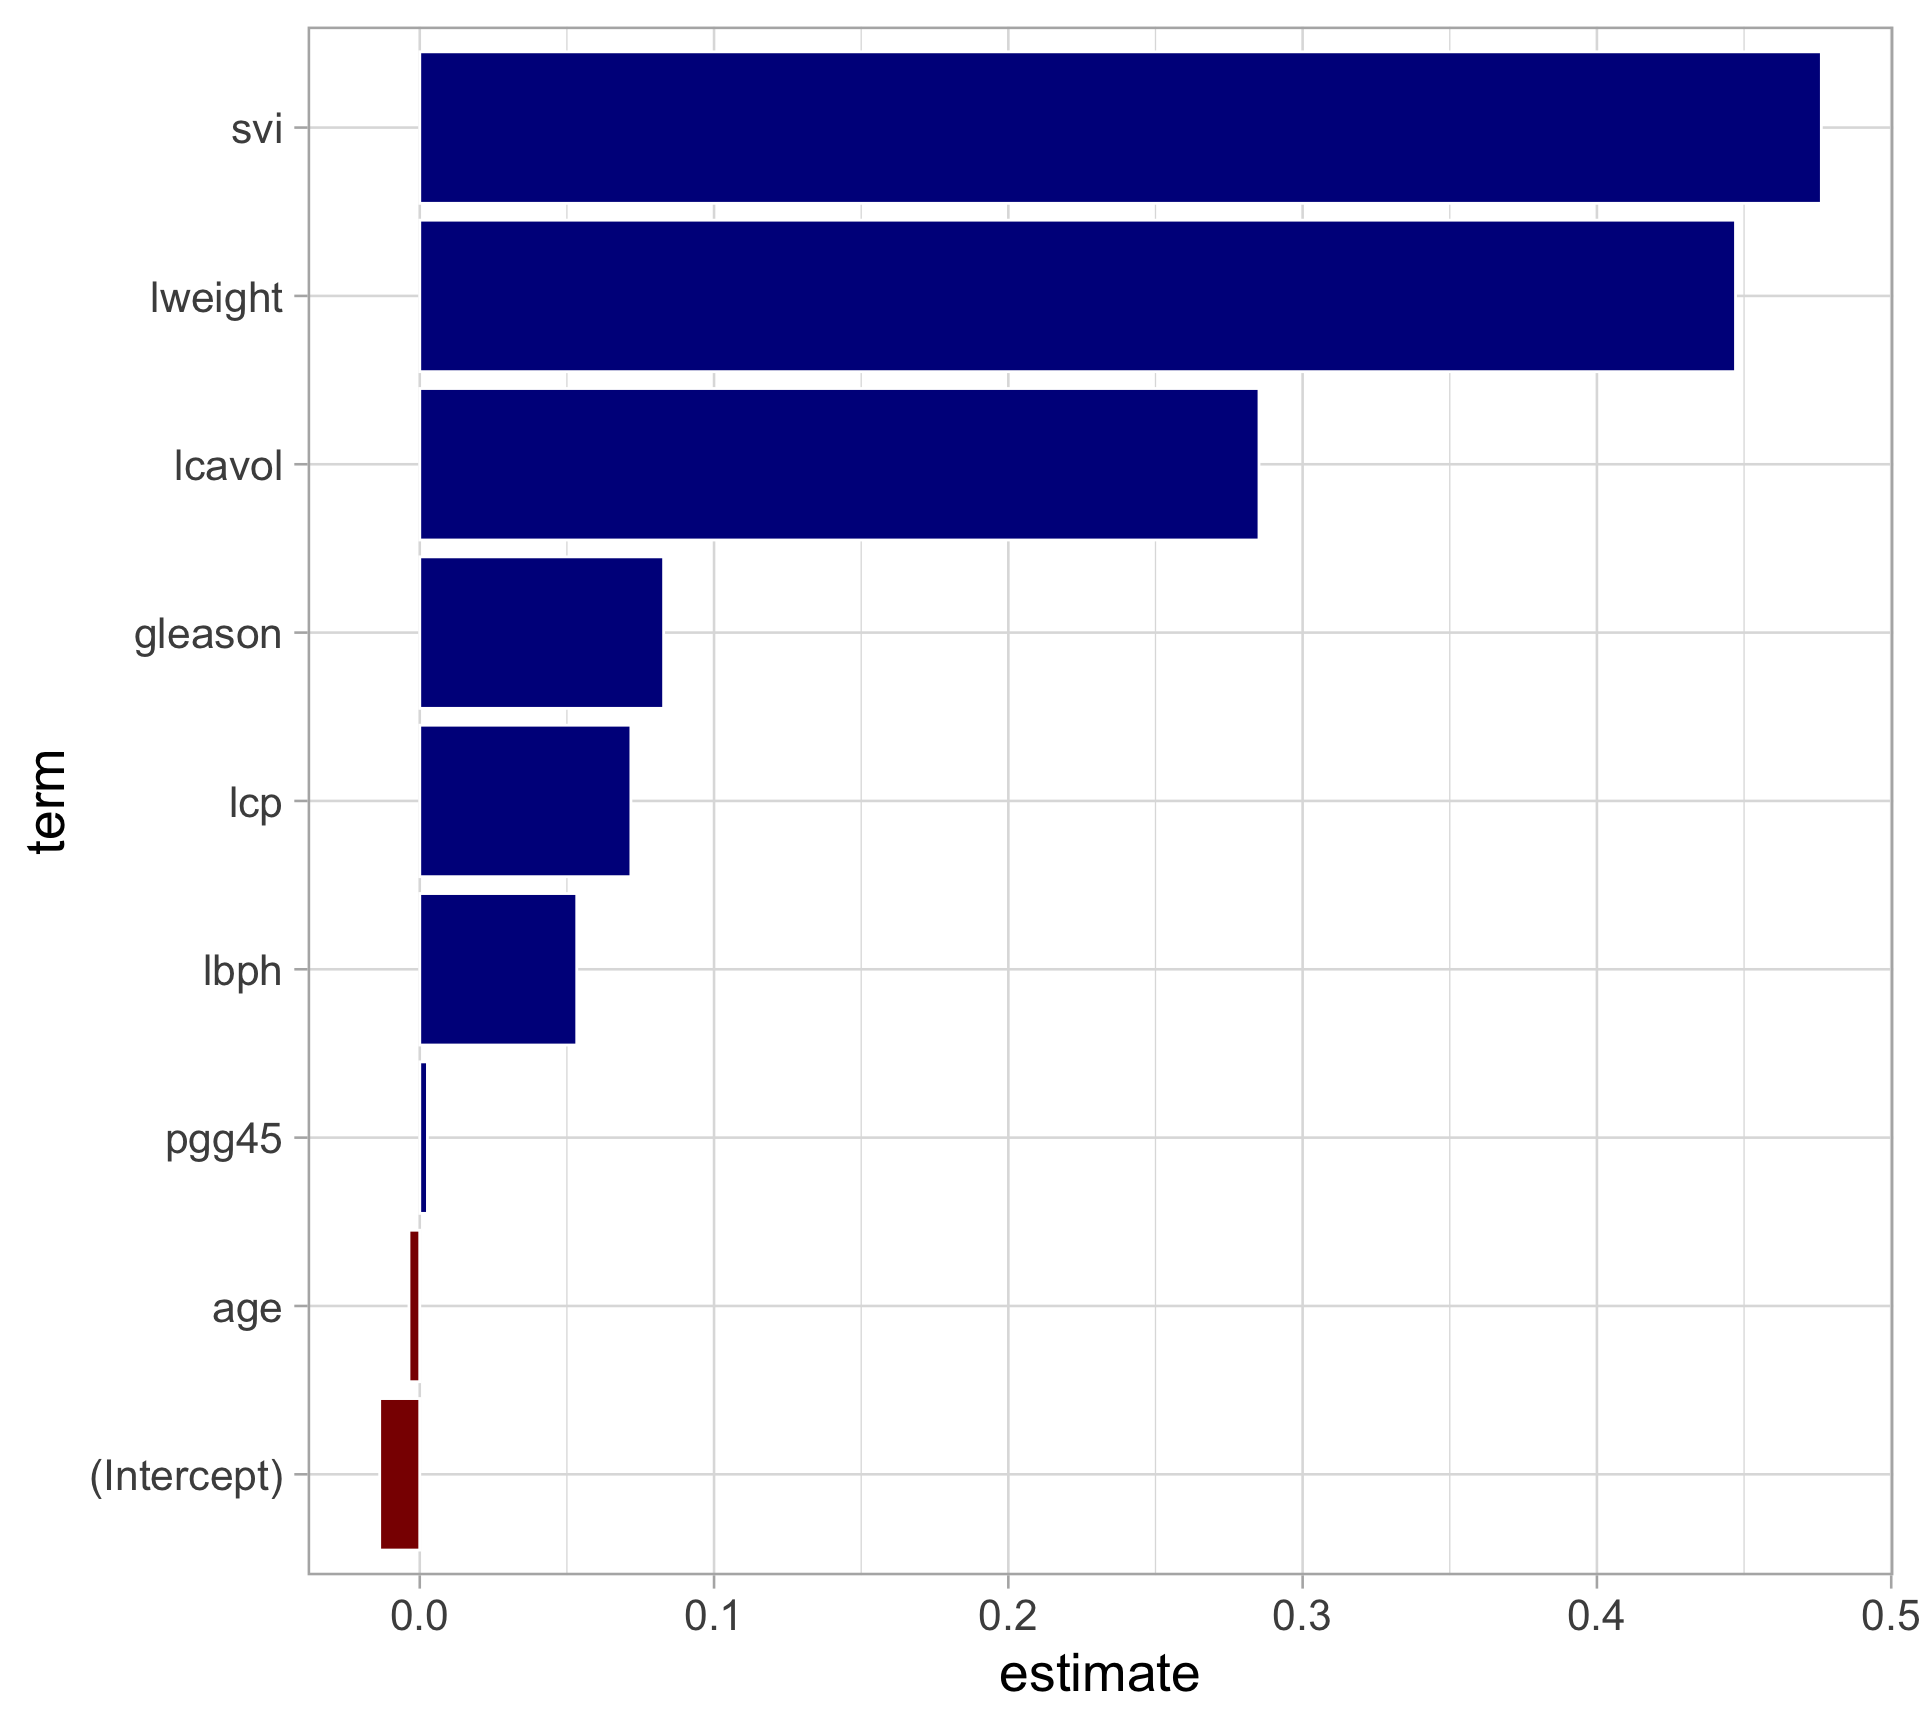 term
svi
lweight
lcavol
gleason
lcp
lbph
pgg45
age
(Intercept)
0.0 0.1 0.2 0.3 0.4 0.5
estimate